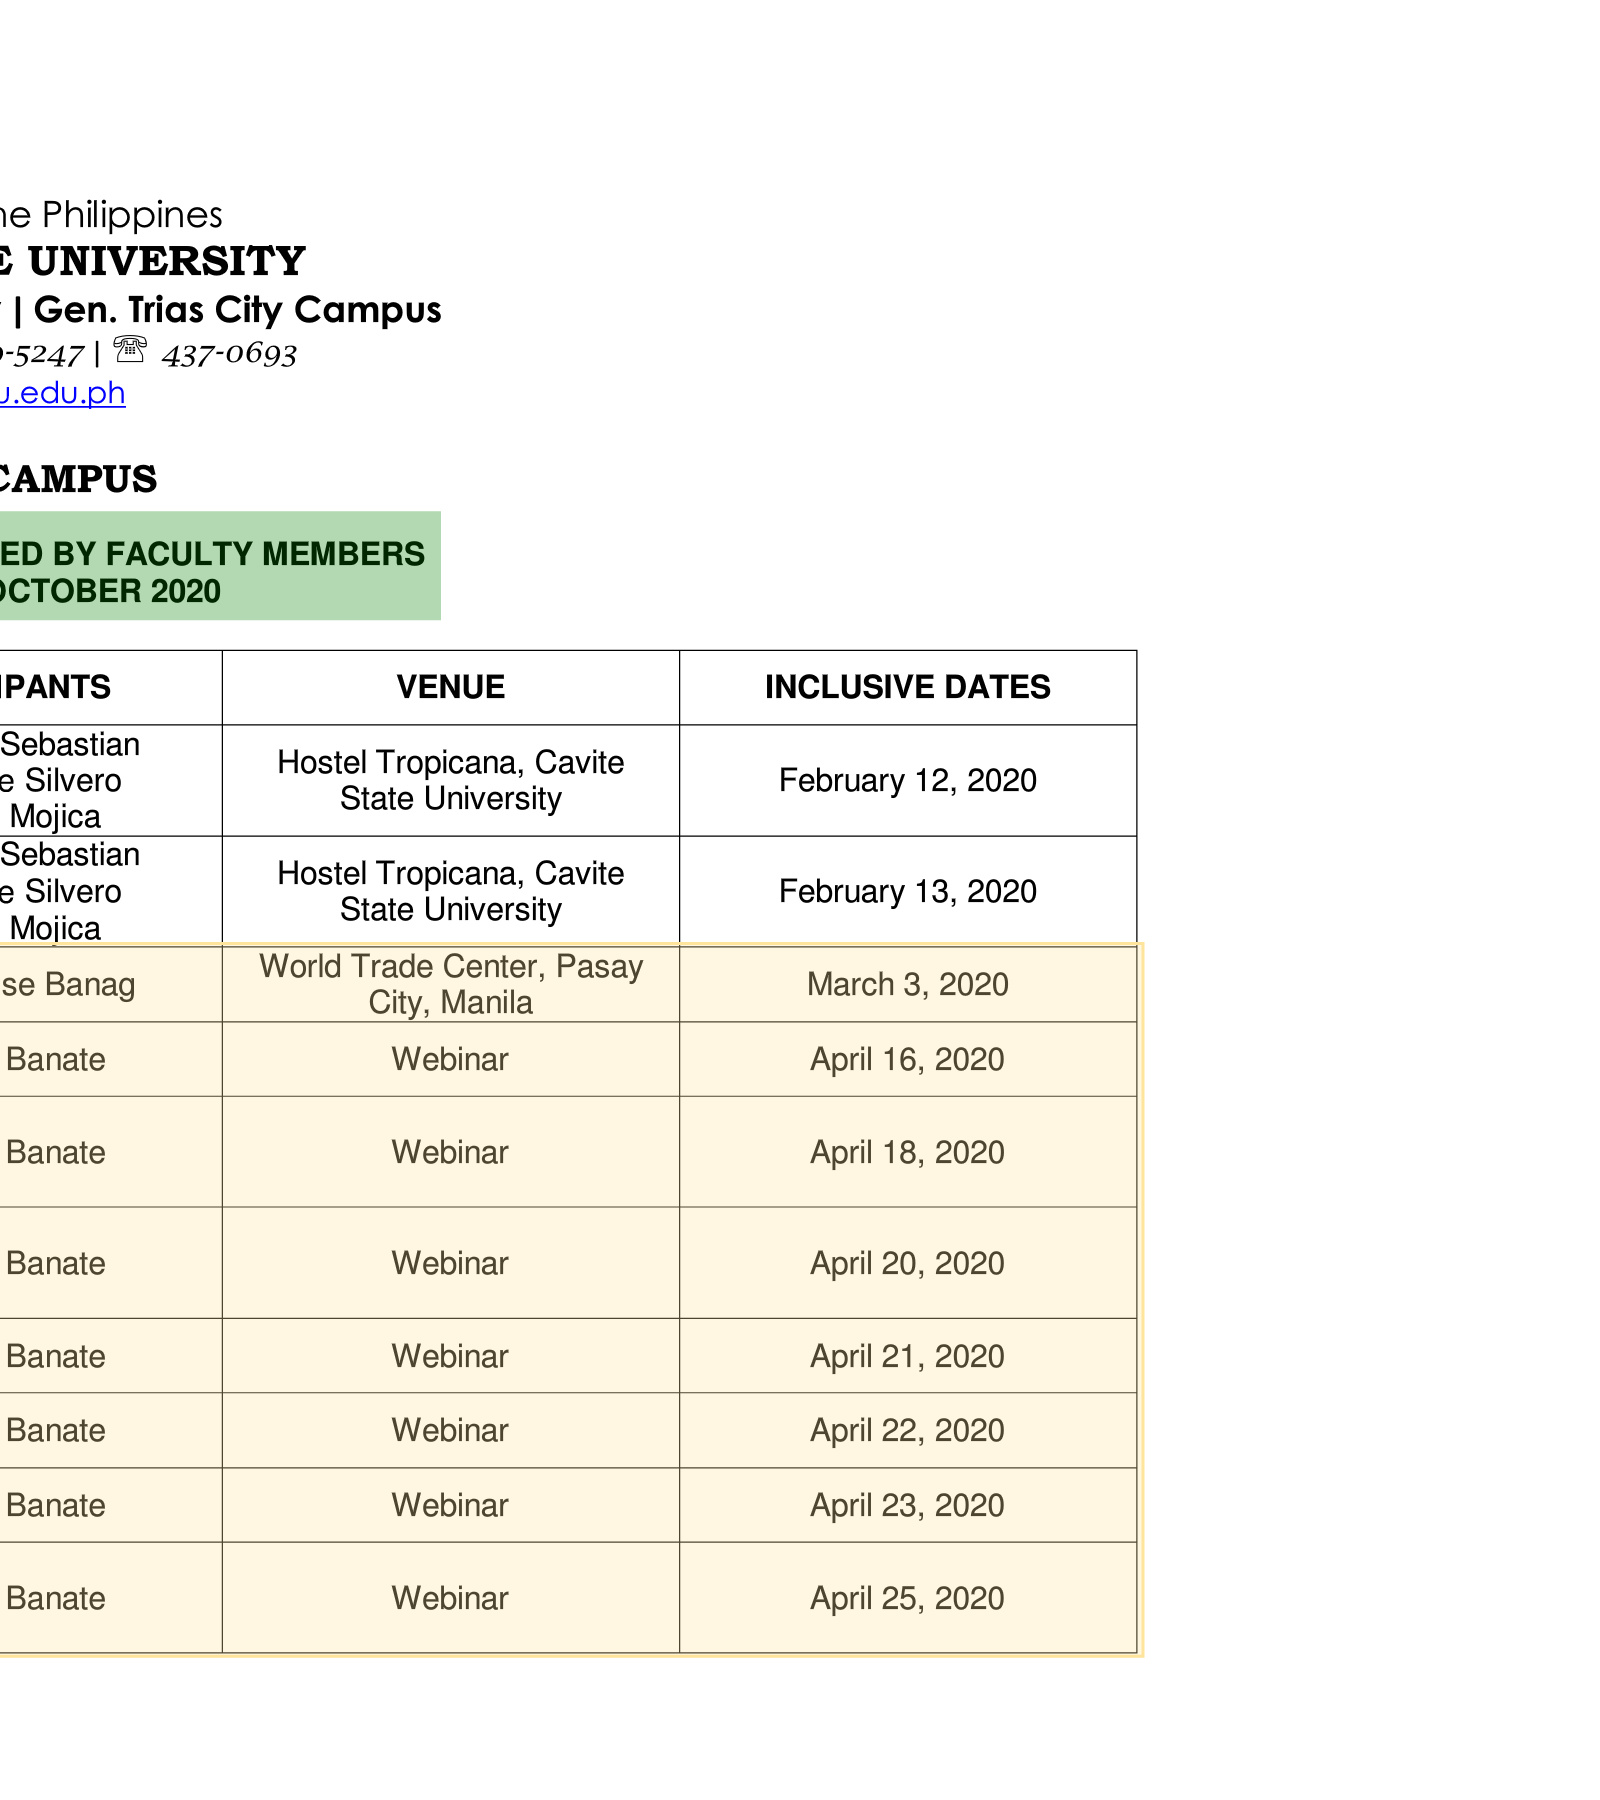 he Philippines
E UNIVERSITY
| Gen. Trias City Campus
-5247 | ☏ 437-0693
u.edu.ph
CAMPUS
ED BY FACULTY MEMBERS
OCTOBER 2020
IPANTS VENUE INCLUSIVE DATES
Sebastian
e Silvero
Mojica
Hostel Tropicana, Cavite
State University
February 12, 2020
Sebastian
e Silvero
Mojica
Hostel Tropicana, Cavite
State University
February 13, 2020
se Banag
World Trade Center, Pasay
City, Manila
March 3, 2020
Banate Webinar April 16, 2020
Banate Webinar April 18, 2020
Banate Webinar April 20, 2020
Banate Webinar April 21, 2020
Banate Webinar April 22, 2020
Banate Webinar April 23, 2020
Banate Webinar April 25, 2020